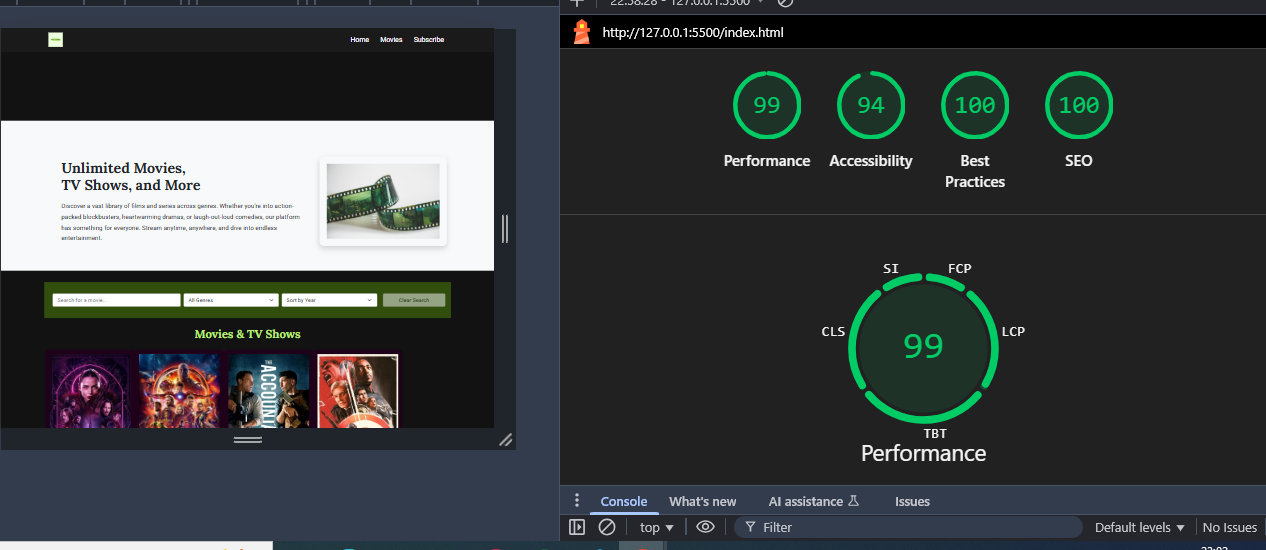 22:58:28 - 127.0.0.1:5500
http://127.0.0.1:5500/index.html
Home Movies Subscribe
Unlimited Movies,
TV Shows, and More
Discover a vast library of films and series across genres. Whether you're into action-
packed blockbusters, heartwarming dramas, or laugh-out-loud comedies, our platform
has something for everyone. Stream anytime, anywhere, and dive into endless
entertainment.
Search for a movie...
All Genres
Sort by Year
Clear Search
Movies & TV Shows
THE
ACCOUNT
99
94
100
100
Performance
Accessibility
Best
Practices
SEO
SI
FCP
CLS
LCP
99
TBT
Performance
Console What's new AI assistance Issues
top Filter Default levels No Issues